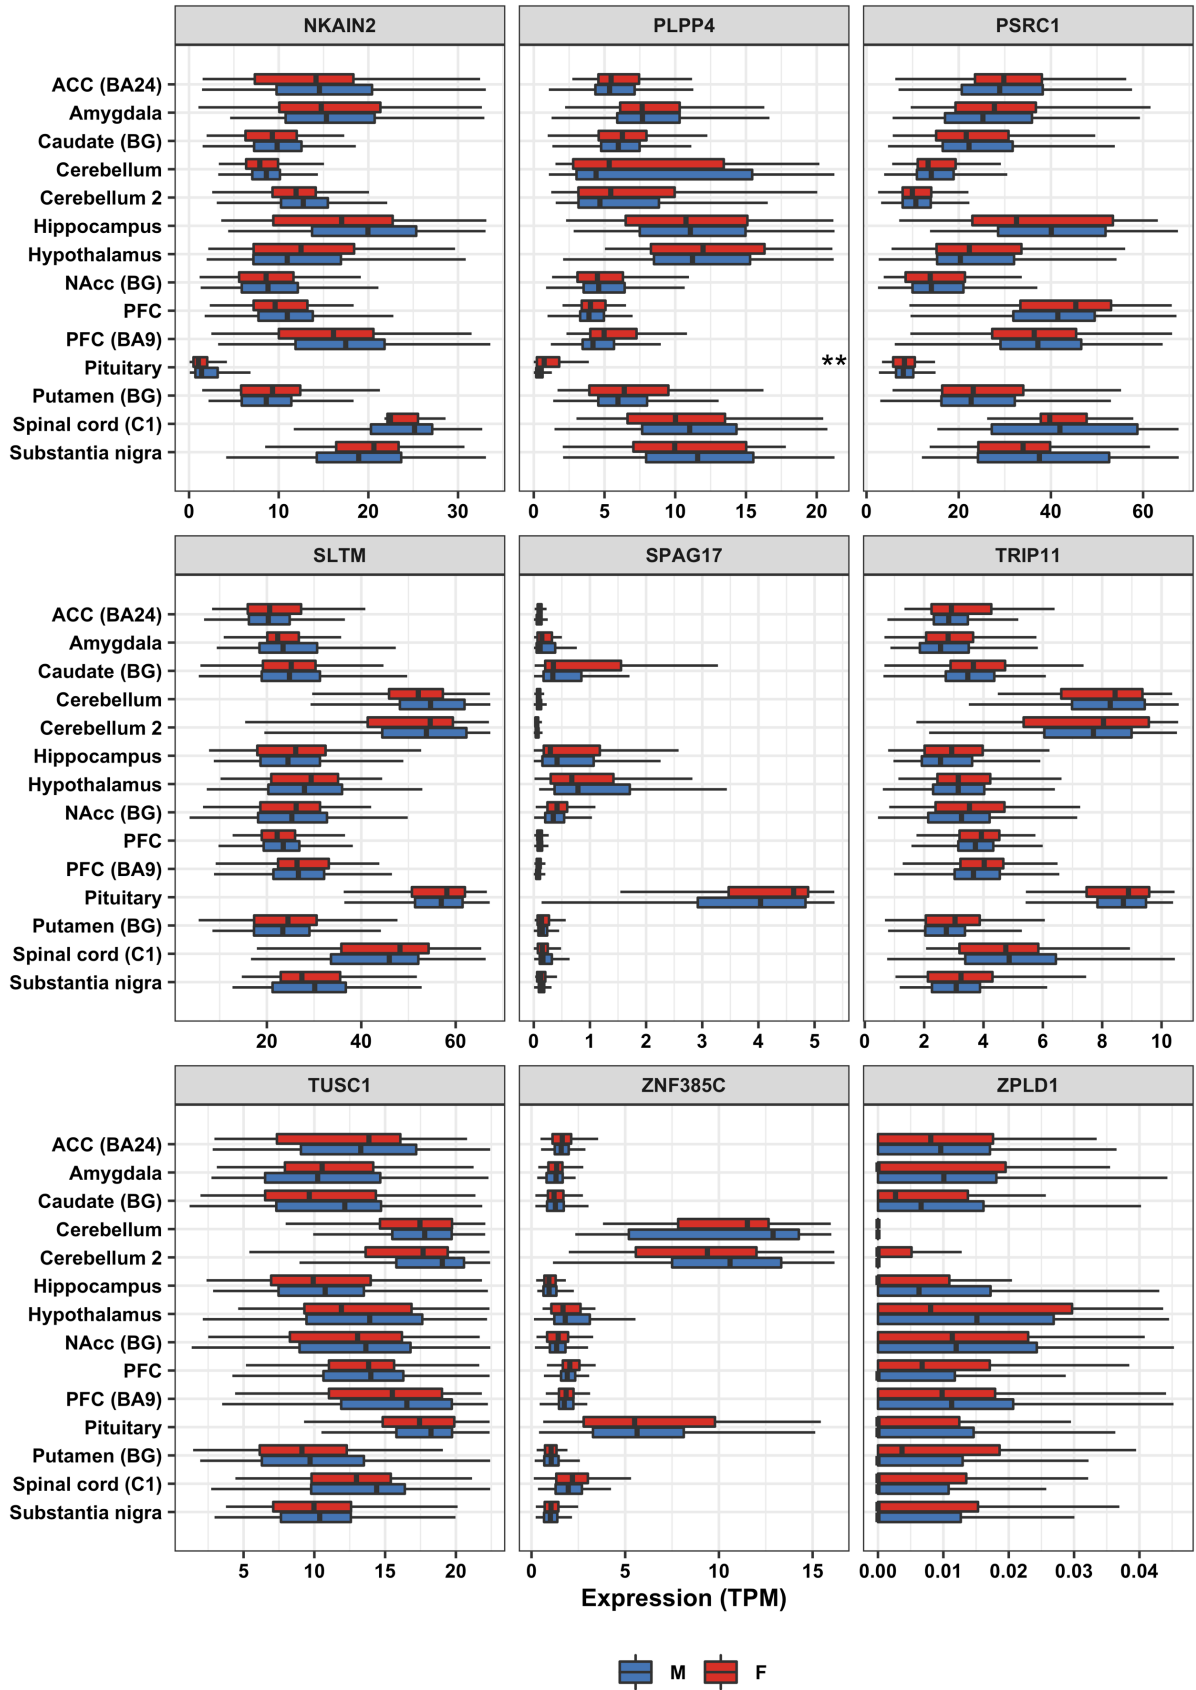 NKAIN2 PLPP4 PSRC1
ACC (BA24)
Amygdala
Caudate (BG)
Cerebellum
Cerebellum 2
Hippocampus
Hypothalamus
NAcc (BG)
PFC
PFC (BA9)
Pituitary **
Putamen (BG)
Spinal cord (C1)
Substantia nigra
0 10 20 30 0 5 10 15 20 0 20 40 60
SLTM SPAG17 TRIP11
ACC (BA24)
Amygdala
Caudate (BG)
Cerebellum
Cerebellum 2
Hippocampus
Hypothalamus
NAcc (BG)
PFC
PFC (BA9)
Pituitary
Putamen (BG)
Spinal cord (C1)
Substantia nigra
20 40 60 0 1 2 3 4 5 0 2 4 6 8 10
TUSC1 ZNF385C ZPLD1
ACC (BA24)
Amygdala
Caudate (BG)
Cerebellum
Cerebellum 2
Hippocampus
Hypothalamus
NAcc (BG)
PFC
PFC (BA9)
Pituitary
Putamen (BG)
Spinal cord (C1)
Substantia nigra
5 10 15 20 0 5 10 15 0.00 0.01 0.02 0.03 0.04
Expression (TPM)
M F